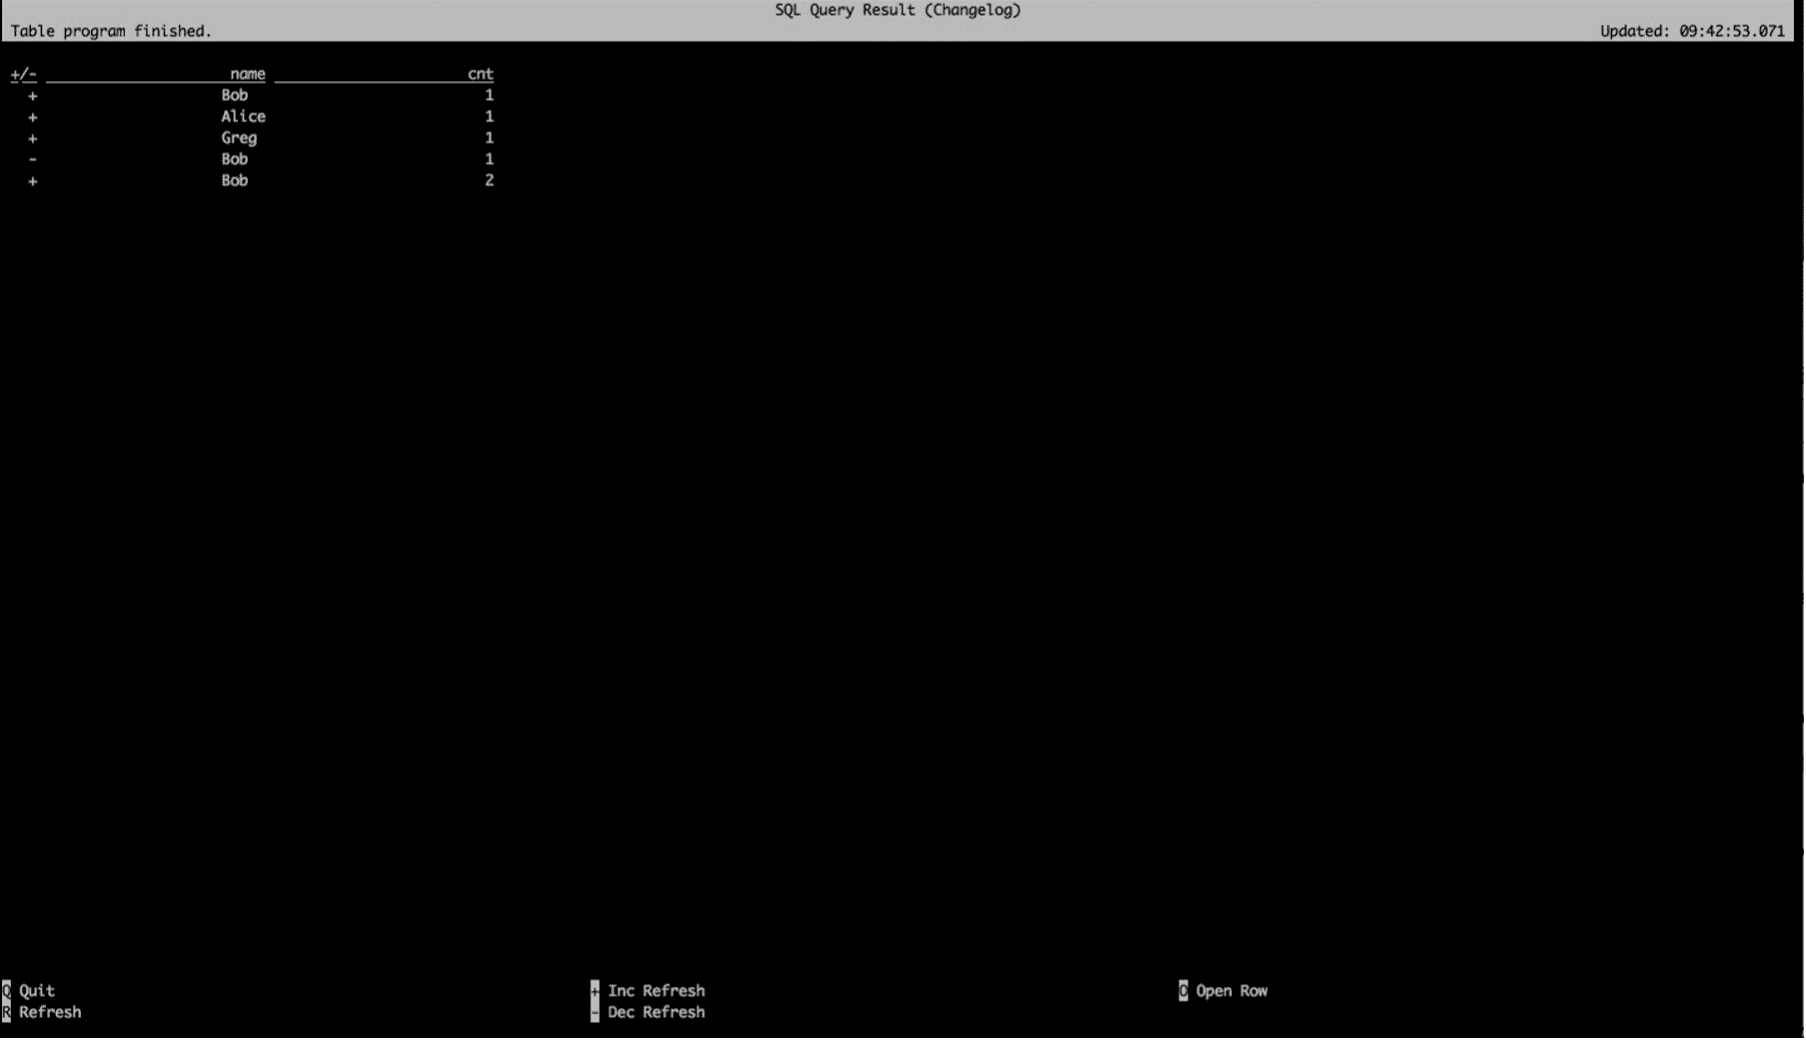 SQL Query Result (Changelog)
Table program finished. Updated: 09:42:53.071
+/- name cnt
+ Bob 1
+ Alice 1
+ Greg 1
- Bob 1
+ Bob 2
Q Quit + Inc Refresh O Open Row
R Refresh - Dec Refresh